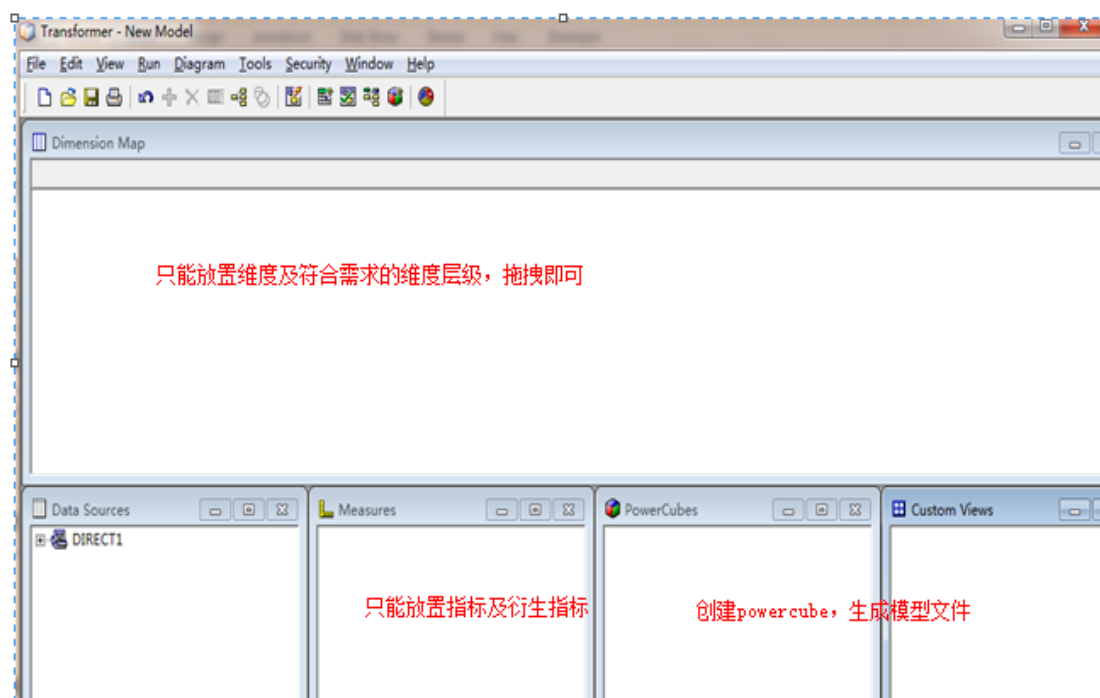 Transformer - New Model
File Edit View Run Diagram Tools Security Window Help
Dimension Map
只能放置维度及符合需求的维度层级，拖拽即可
Data Sources
Measures
PowerCubes
Custom Views
DIRECT1
只能放置指标及衍生指标
创建powercube，生成模型文件